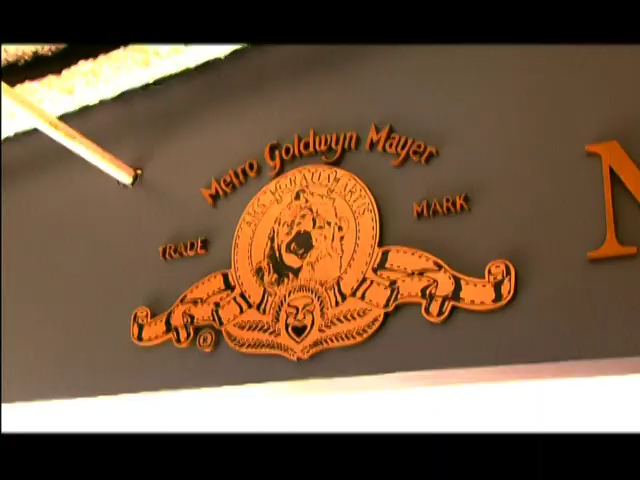 Metro Goldwyn Mayer
ARS GRATIA ARTIS
TRADE MARK
®
M